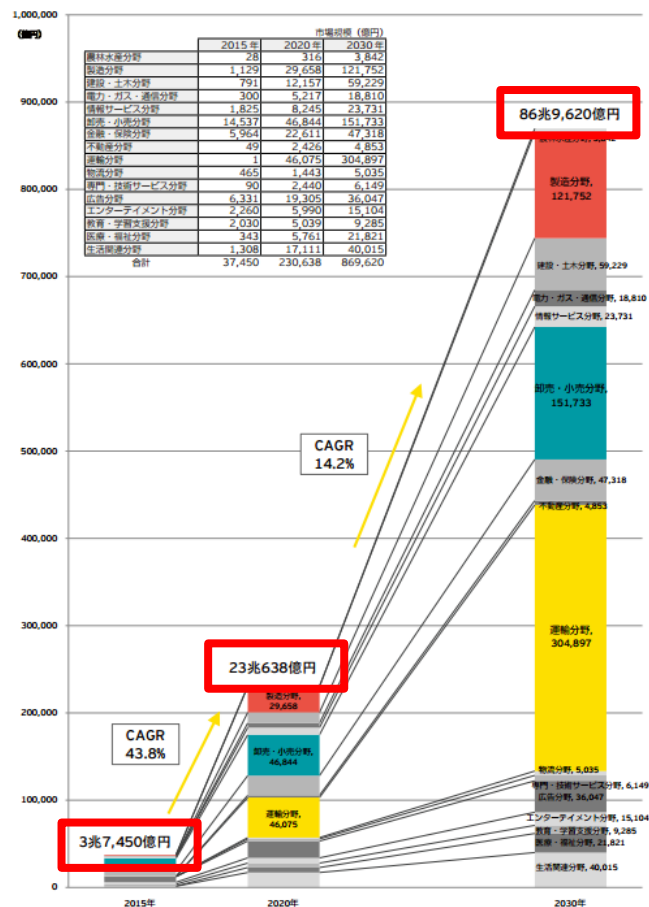 1,000,000
(億円)
市場規模（億円）
2015年 2020年 2030年
農林水産分野 28 316 3,842
製造分野 1,129 29,658 121,752
建設・土木分野 791 12,157 59,229
電力・ガス・通信分野 300 5,217 18,810
情報サービス分野 1,825 8,245 23,731
卸売・小売分野 14,537 46,844 151,733
金融・保険分野 5,964 22,611 47,318
不動産分野 49 2,426 4,853
運輸分野 1 46,075 304,897
物流分野 465 1,443 5,035
専門・技術サービス分野 90 2,440 6,149
広告分野 6,331 19,305 36,047
エンターテイメント分野 2,260 5,990 15,104
教育・学習支援分野 2,030 5,039 9,285
医療・福祉分野 343 5,761 21,821
生活関連分野 1,308 17,111 40,015
合計 37,450 230,638 869,620
900,000
800,000
700,000
600,000
500,000
400,000
300,000
200,000
100,000
0
86兆9,620億円
製造分野,
121,752
建設・土木分野, 59,229
電力・ガス・通信分野, 18,810
情報サービス分野, 23,731
卸売・小売分野,
151,733
金融・保険分野, 47,318
不動産分野, 4,853
運輸分野,
304,897
物流分野, 5,035
専門・技術サービス分野, 6,149
広告分野, 36,047
エンターテイメント分野, 15,104
教育・学習支援分野, 9,285
医療・福祉分野, 21,821
生活関連分野, 40,015
CAGR
14.2%
23兆638億円
製造分野,
29,658
卸売・小売分野,
46,844
運輸分野,
46,075
CAGR
43.8%
3兆7,450億円
2015年
2020年
2030年